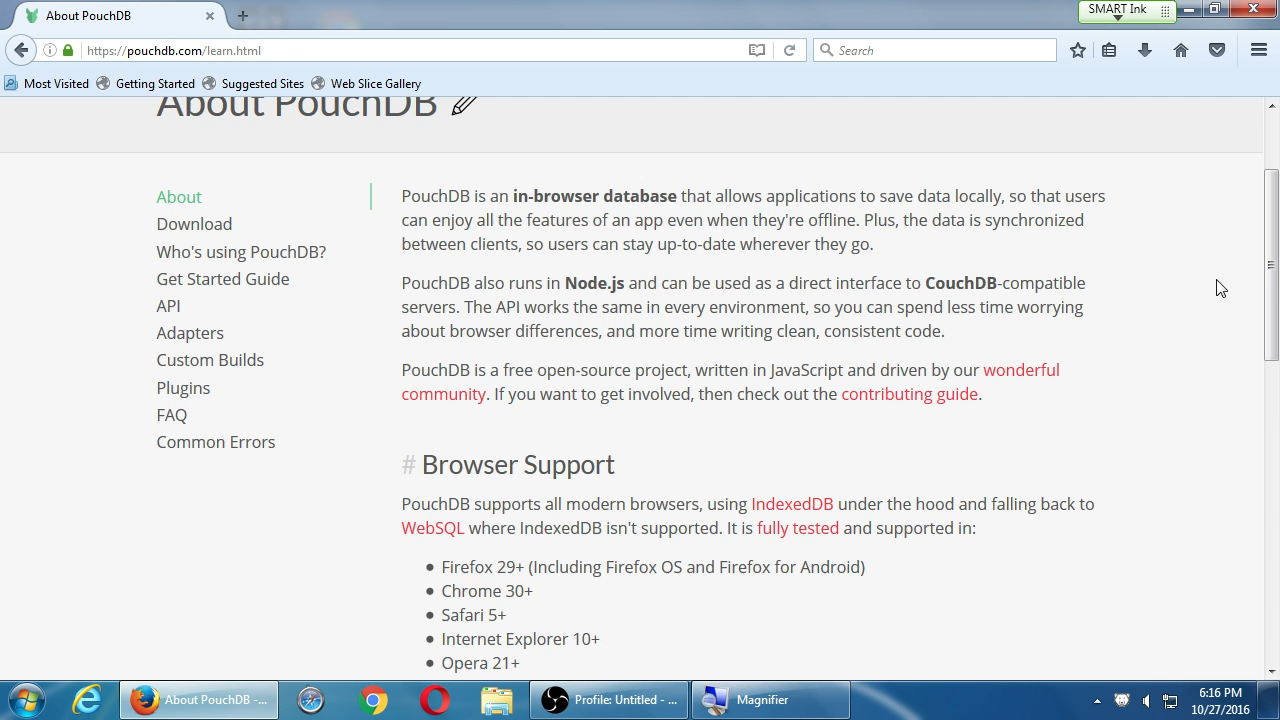 About PouchDB
SMART Ink
https://pouchdb.com/learn.html
Search
Most Visited
Getting Started
Suggested Sites
Web Slice Gallery
About PouchDB
About
Download
Who's using PouchDB?
Get Started Guide
API
Adapters
Custom Builds
Plugins
FAQ
Common Errors
PouchDB is an in-browser database that allows applications to save data locally, so that users
can enjoy all the features of an app even when they're offline. Plus, the data is synchronized
between clients, so users can stay up-to-date wherever they go.
PouchDB also runs in Node.js and can be used as a direct interface to CouchDB-compatible
servers. The API works the same in every environment, so you can spend less time worrying
about browser differences, and more time writing clean, consistent code.
PouchDB is a free open-source project, written in JavaScript and driven by our wonderful
community. If you want to get involved, then check out the contributing guide.
# Browser Support
PouchDB supports all modern browsers, using IndexedDB under the hood and falling back to
WebSQL where IndexedDB isn't supported. It is fully tested and supported in:
• Firefox 29+ (Including Firefox OS and Firefox for Android)
• Chrome 30+
• Safari 5+
• Internet Explorer 10+
• Opera 21+
About PouchDB -...
Profile: Untitled - ...
Magnifier
6:16 PM
10/27/2016